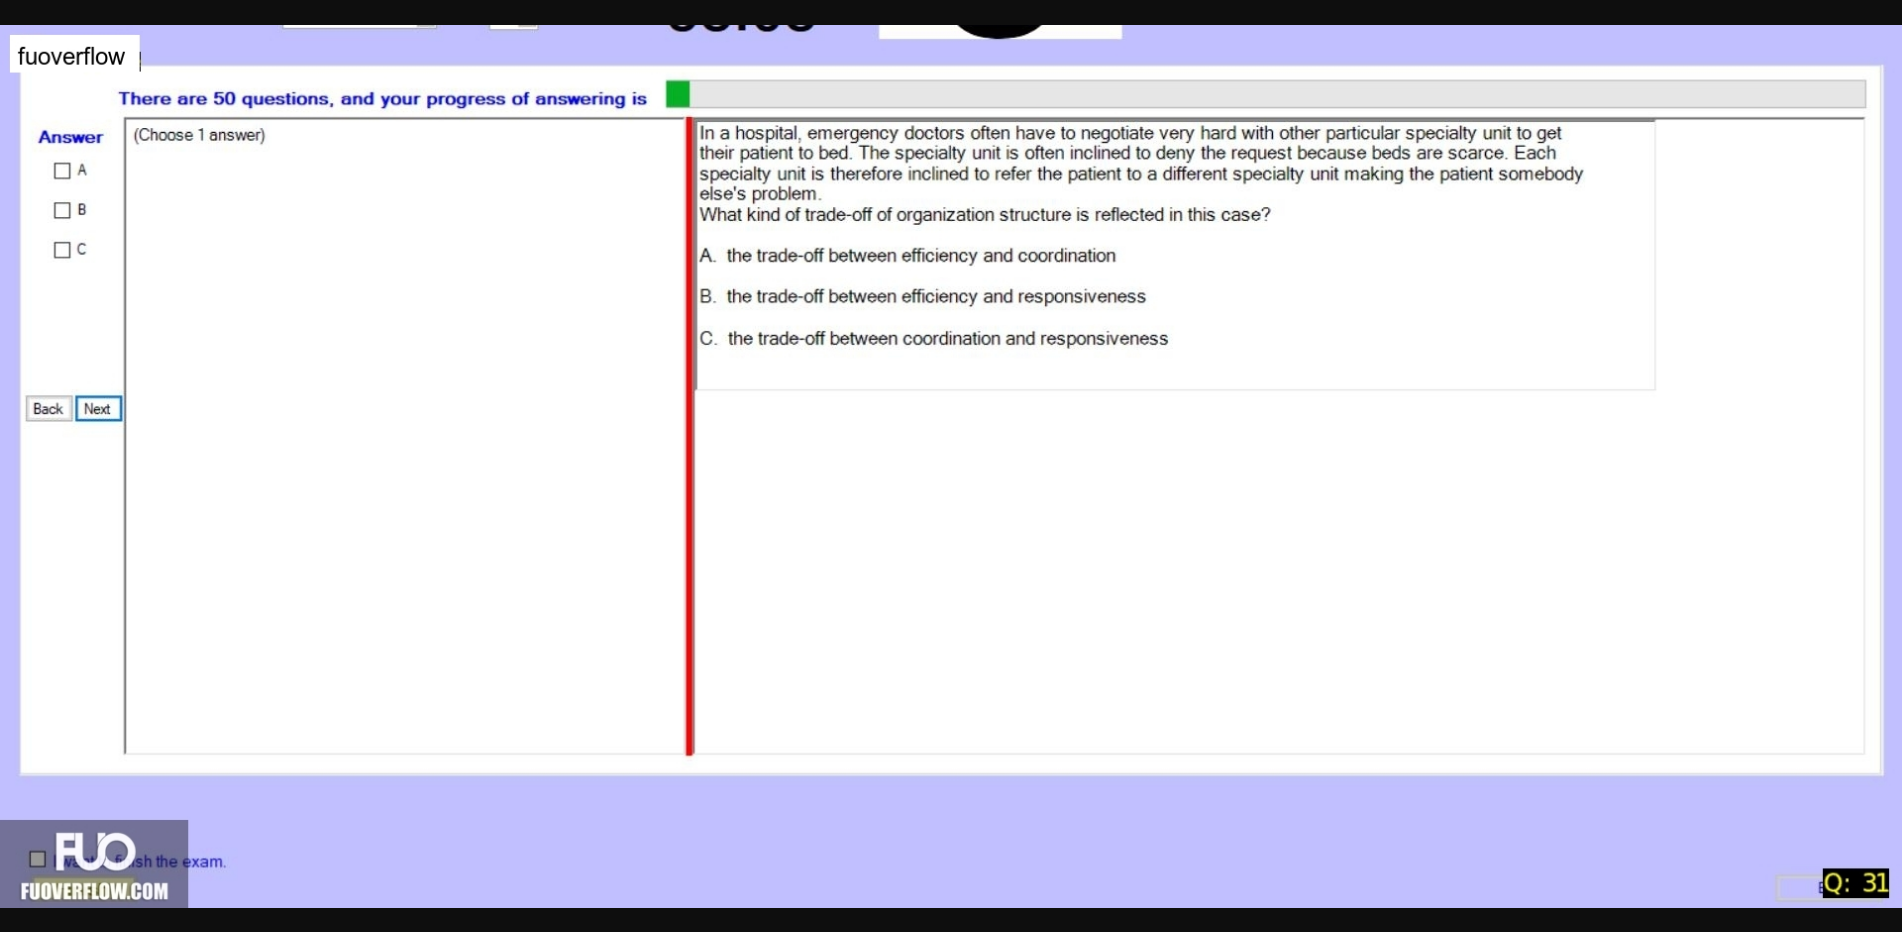 fuoverflow
There are 50 questions, and your progress of answering is
Answer
(Choose 1 answer)
A
B
C
Back
Next
In a hospital, emergency doctors often have to negotiate very hard with other particular specialty unit to get
their patient to bed. The specialty unit is often inclined to deny the request because beds are scarce. Each
specialty unit is therefore inclined to refer the patient to a different specialty unit making the patient somebody
else's problem.
What kind of trade-off of organization structure is reflected in this case?
A. the trade-off between efficiency and coordination
B. the trade-off between efficiency and responsiveness
C. the trade-off between coordination and responsiveness
the exam.
FUO
FUOVERFLOW.COM
Q: 31